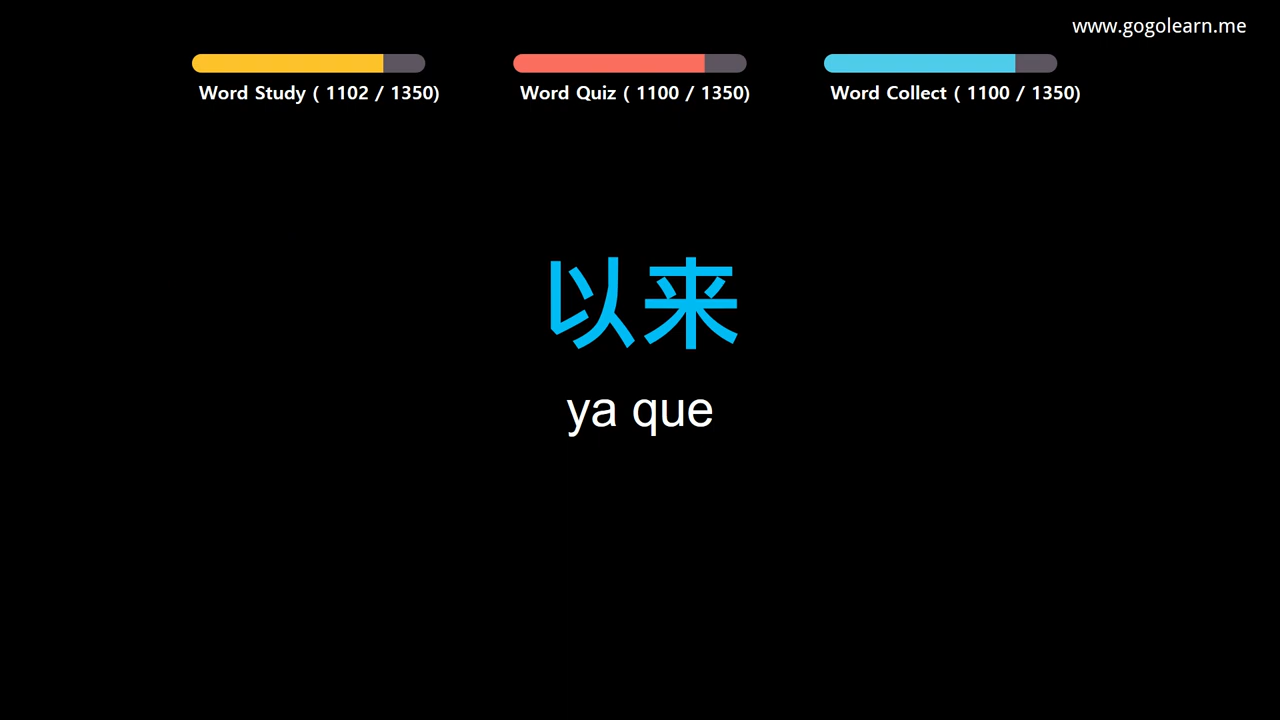 www.gogolearn.me
Word Study ( 1102 / 1350)
Word Quiz ( 1100 / 1350)
Word Collect ( 1100 / 1350)
以来
ya que